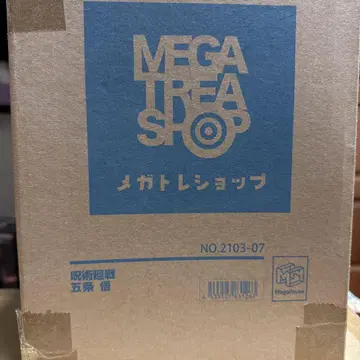 MEGA
TREA
SHOP
メガトレショップ
NO.2103-07
呪術廻戦
五条 悟
MegaHouse